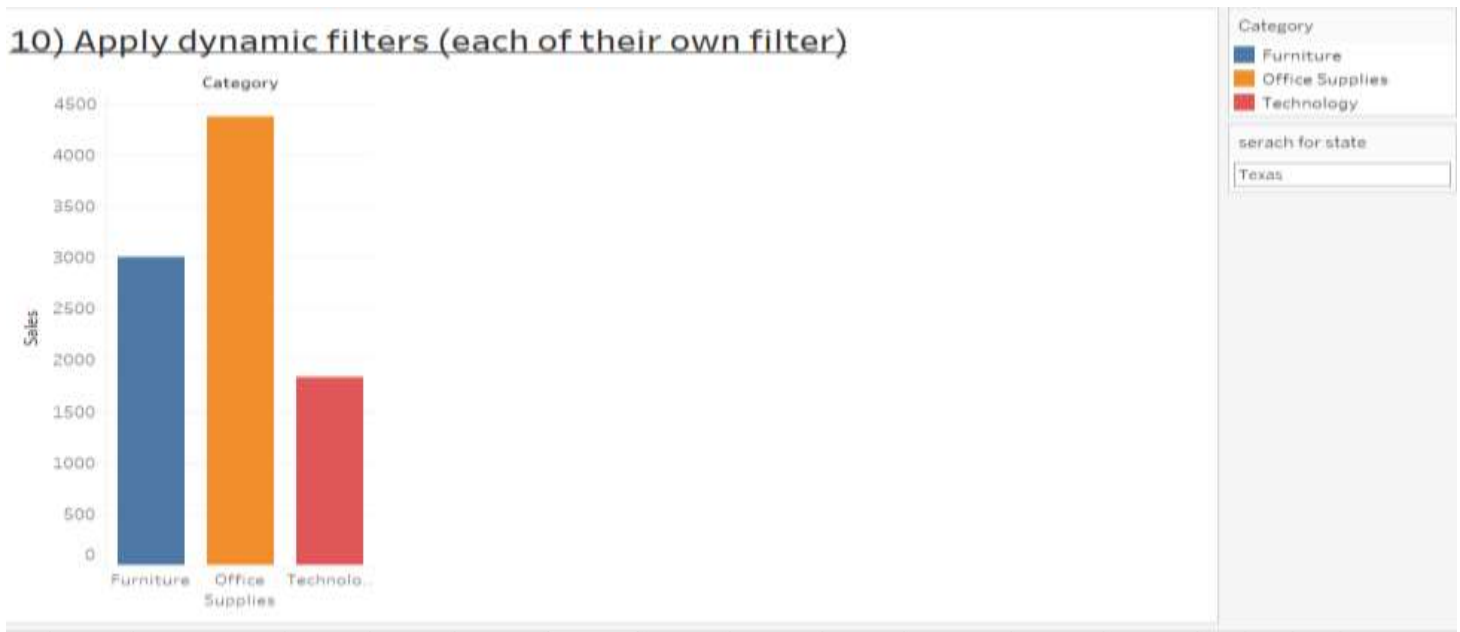 10) Apply dynamic filters (each of their own filter)
Category
4500
4000
3500
3000
2500
2000
1500
1000
500
0
Sales
Furniture
Office
Supplies
Technolo..
Category
Furniture
Office Supplies
Technology
serach for state
Texas